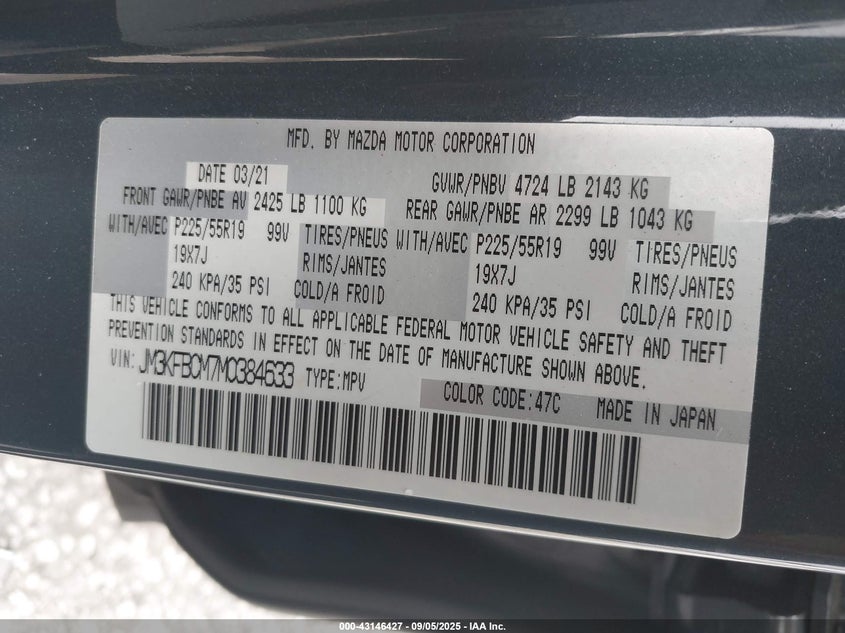 MFD. BY MAZDA MOTOR CORPORATION
DATE 03/21 GVWR/PNBV 4724 LB 2143 KG
FRONT GAWR/PNBE AV 2425 LB 1100 KG REAR GAWR/PNBE AR 2299 LB 1043 KG
WITH/AVEC P225/55R19 99V TIRES/PNEUS WITH/AVEC P225/55R19 99V TIRES/PNEUS
19X7J RIMS/JANTES 19X7J RIMS/JANTES
240 KPA/35 PSI COLD/A FROID 240 KPA/35 PSI COLD/A FROID
THIS VEHICLE CONFORMS TO ALL APPLICABLE FEDERAL MOTOR VEHICLE SAFETY AND THEFT
PREVENTION STANDARDS IN EFFECT ON THE DATE OF MANUFACTURE SHOWN ABOVE.
VIN: JM3KFBCM7M0384633 TYPE:MPV
COLOR CODE:47C MADE IN JAPAN
000-43146427 - 09/05/2025 - IAA Inc.